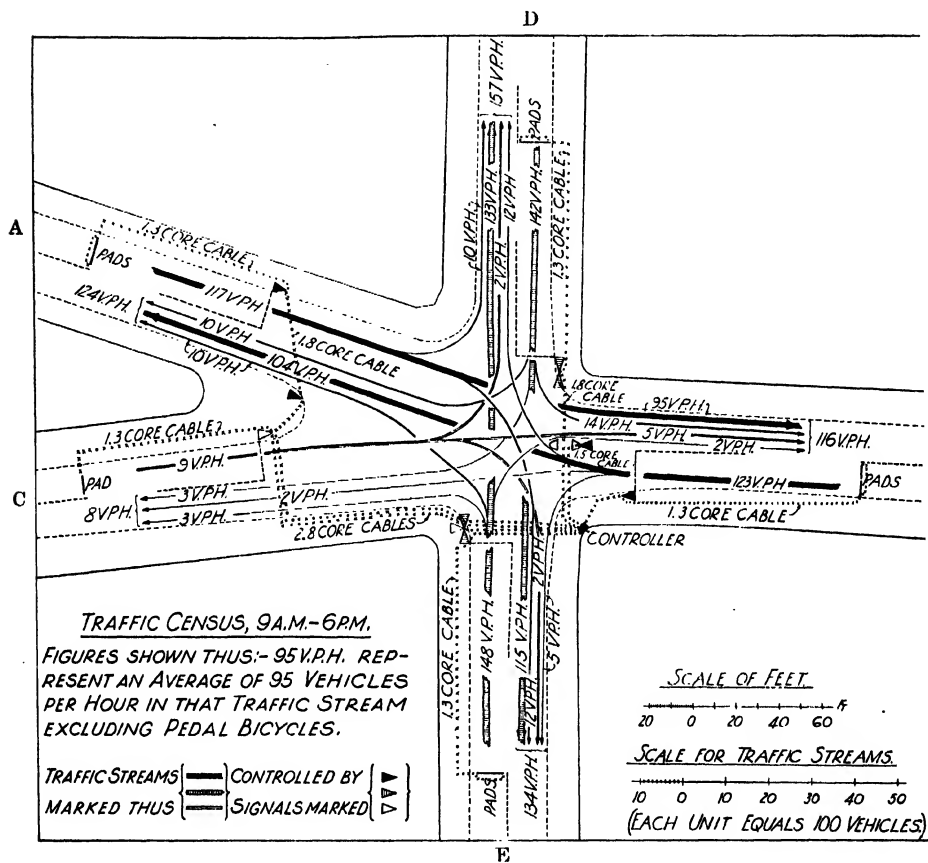 D
157 V.P.H.
PADS
10 V.P.H.
133 V.P.H.
2 V.P.H.
12 V.P.H.
142 V.P.H.
1.3 CORE CABLE
A
1.3 CORE CABLE
PADS
117 V.P.H
124 V.P.H.
10 V.P.H
1.8 CORE CABLE
10 V.P.H.
104 V.P.H.
1.8 CORE
CABLE
95 V.P.H.
14 V.P.H.
5 V.P.H.
2 V.P.H.
116 V.P.H.
1.3 CORE CABLE
1.5 CORE
CABLE
9 V.P.H.
PAD
123 V.P.H
PADS
C
3 V.P.H.
2 V.P.H.
8 V.P.H.
3 V.P.H.
1.3 CORE CABLE
2.8 CORE CABLES
CONTROLLER
1.3 CORE CABLE
148 V.P.H.
115 V.P.H.
12 V.P.H.
2 V.P.H.
5 V.P.H.
PADS
134 V.P.H.
E
TRAFFIC CENSUS, 9 A.M.-6 P.M.
FIGURES SHOWN THUS:- 95 V.P.H. REP-
RESENT AN AVERAGE OF 95 VEHICLES
PER HOUR IN THAT TRAFFIC STREAM
EXCLUDING PEDAL BICYCLES.
TRAFFIC STREAMS CONTROLLED BY
MARKED THUS SIGNALS MARKED
SCALE OF FEET.
20 0 20 40 60 Ft
SCALE FOR TRAFFIC STREAMS.
10 0 10 20 30 40 50
(EACH UNIT EQUALS 100 VEHICLES.)